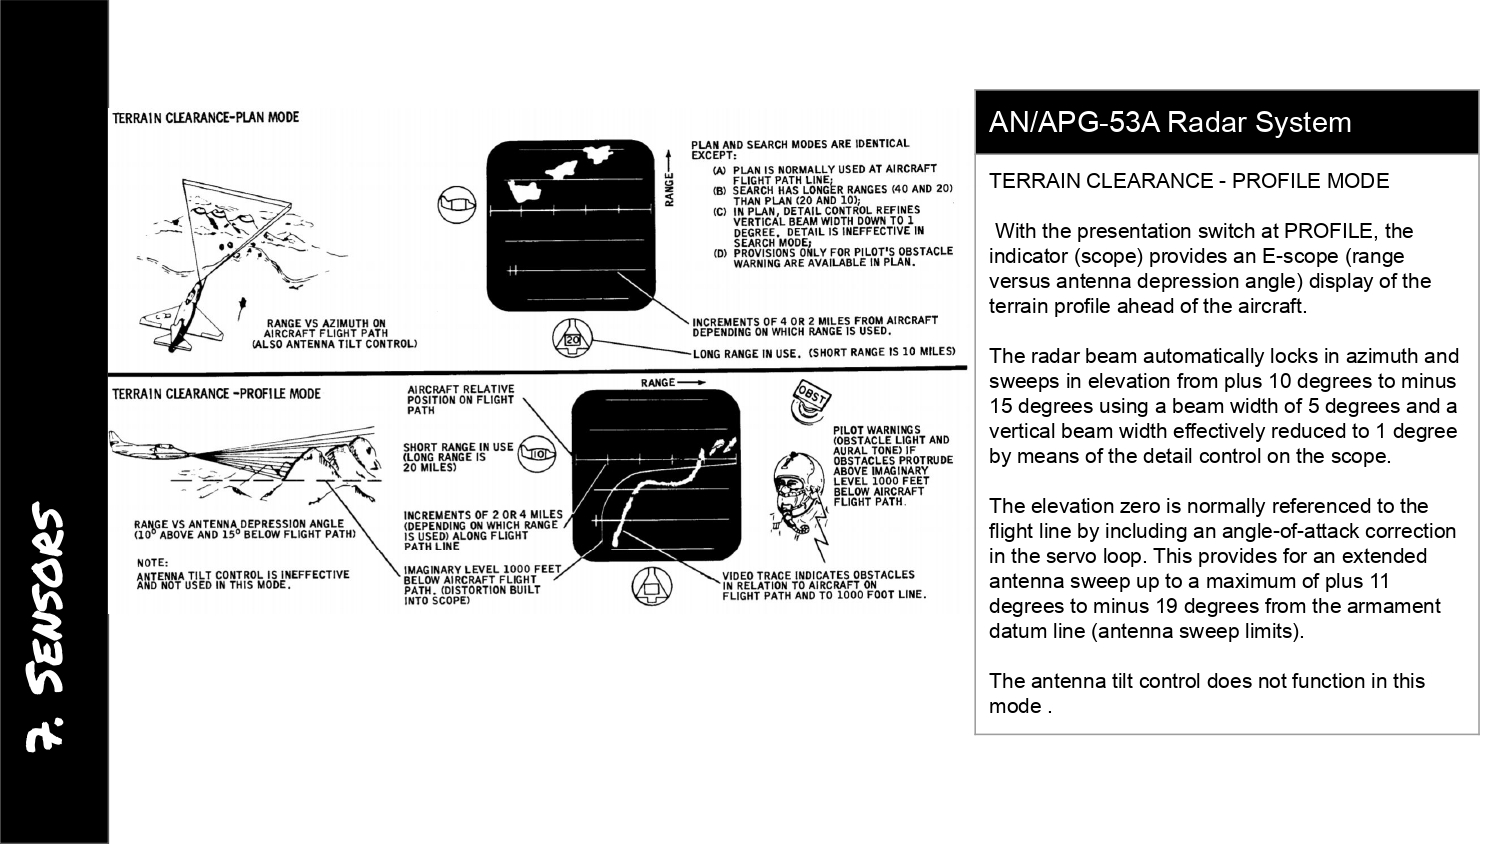 7. SENSORS
TERRAIN CLEARANCE-PLAN MODE
RANGE VS AZIMUTH ON
AIRCRAFT FLIGHT PATH
(ALSO ANTENNA TILT CONTROL)
RANGE
PLAN AND SEARCH MODES ARE IDENTICAL
EXCEPT:
(A) PLAN IS NORMALLY USED AT AIRCRAFT
FLIGHT PATH LINE;
(B) SEARCH HAS LONGER RANGES (40 AND 20)
THAN PLAN (20 AND 10);
(C) IN PLAN, DETAIL CONTROL REFINES
VERTICAL BEAM WIDTH DOWN TO 1
DEGREE. DETAIL IS INEFFECTIVE IN
SEARCH MODE;
(D) PROVISIONS ONLY FOR PILOT'S OBSTACLE
WARNING ARE AVAILABLE IN PLAN.
INCREMENTS OF 4 OR 2 MILES FROM AIRCRAFT
DEPENDING ON WHICH RANGE IS USED.
20
LONG RANGE IN USE. (SHORT RANGE IS 10 MILES)
TERRAIN CLEARANCE -PROFILE MODE
RANGE VS ANTENNA DEPRESSION ANGLE
(10° ABOVE AND 15° BELOW FLIGHT PATH)
NOTE:
ANTENNA TILT CONTROL IS INEFFECTIVE
AND NOT USED IN THIS MODE.
AIRCRAFT RELATIVE
POSITION ON FLIGHT
PATH
SHORT RANGE IN USE
(LONG RANGE IS
20 MILES)
10
INCREMENTS OF 2 OR 4 MILES
(DEPENDING ON WHICH RANGE
IS USED) ALONG FLIGHT
PATH LINE
IMAGINARY LEVEL 1000 FEET
BELOW AIRCRAFT FLIGHT
PATH. (DISTORTION BUILT
INTO SCOPE)
RANGE
OBST
PILOT WARNINGS
(OBSTACLE LIGHT AND
AURAL TONE) IF
OBSTACLES PROTRUDE
ABOVE IMAGINARY
LEVEL 1000 FEET
BELOW AIRCRAFT
FLIGHT PATH.
VIDEO TRACE INDICATES OBSTACLES
IN RELATION TO AIRCRAFT ON
FLIGHT PATH AND TO 1000 FOOT LINE.
AN/APG-53A Radar System
TERRAIN CLEARANCE - PROFILE MODE
With the presentation switch at PROFILE, the
indicator (scope) provides an E-scope (range
versus antenna depression angle) display of the
terrain profile ahead of the aircraft.
The radar beam automatically locks in azimuth and
sweeps in elevation from plus 10 degrees to minus
15 degrees using a beam width of 5 degrees and a
vertical beam width effectively reduced to 1 degree
by means of the detail control on the scope.
The elevation zero is normally referenced to the
flight line by including an angle-of-attack correction
in the servo loop. This provides for an extended
antenna sweep up to a maximum of plus 11
degrees to minus 19 degrees from the armament
datum line (antenna sweep limits).
The antenna tilt control does not function in this
mode .